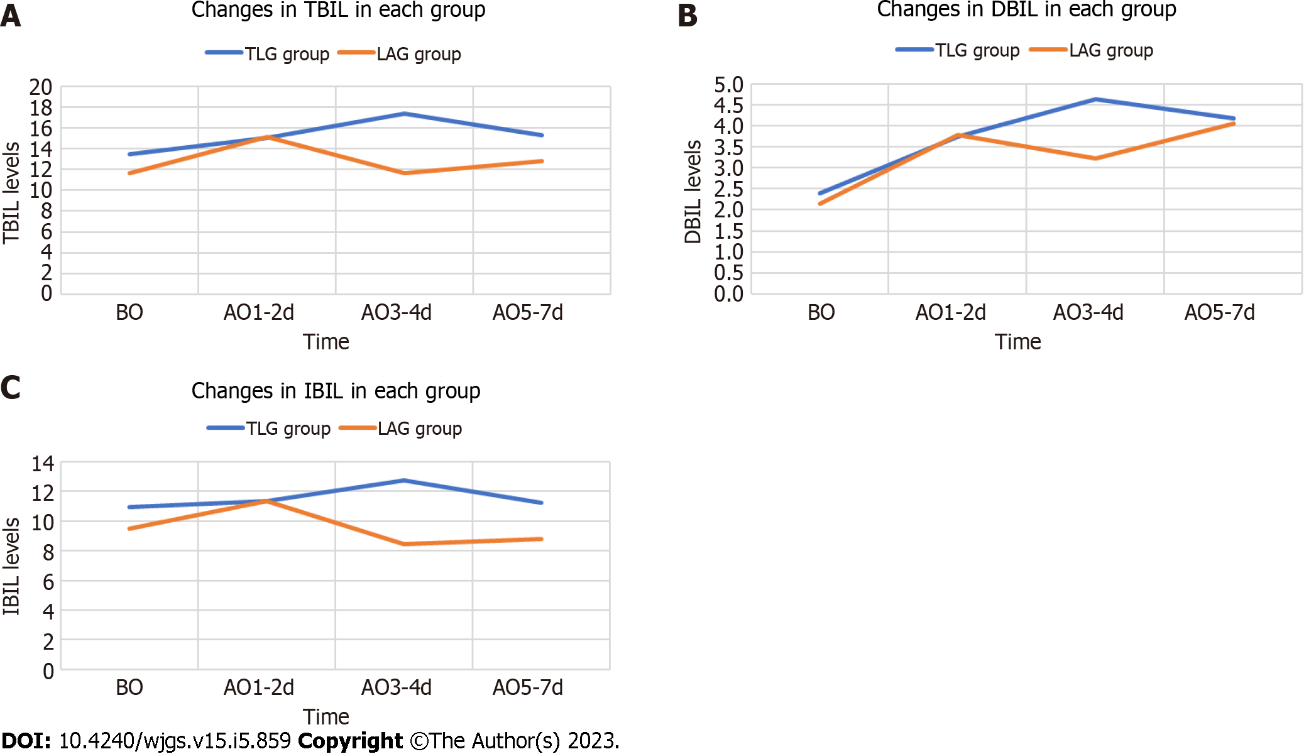 A
Changes in TBIL in each group
TLG group LAG group
TBIL levels
20
18
16
14
12
10
8
6
4
2
0
BO AO1-2d AO3-4d AO5-7d
Time
B
Changes in DBIL in each group
TLG group LAG group
DBIL levels
5.0
4.5
4.0
3.5
3.0
2.5
2.0
1.5
1.0
0.5
0.0
BO AO1-2d AO3-4d AO5-7d
Time
C
Changes in IBIL in each group
TLG group LAG group
IBIL levels
14
12
10
8
6
4
2
0
BO AO1-2d AO3-4d AO5-7d
Time
DOI: 10.4240/wjgs.v15.i5.859 Copyright ©The Author(s) 2023.